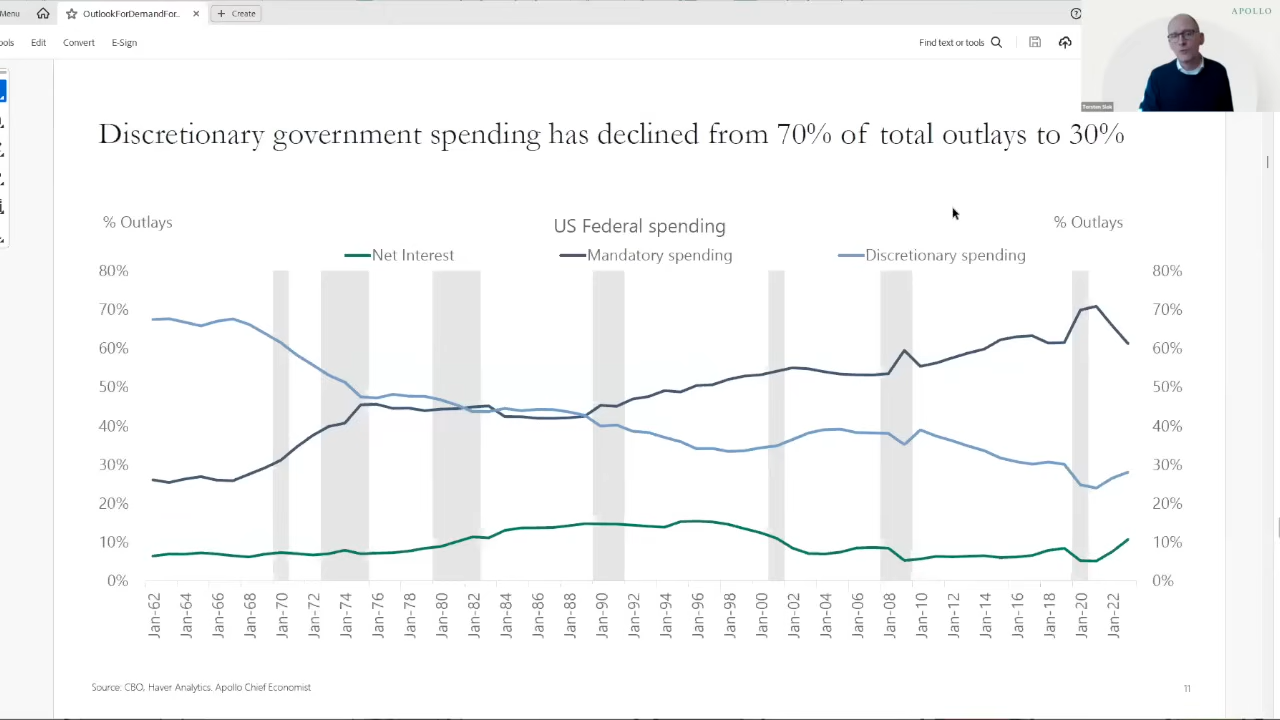 Menu
OutlookForDemandFor...
+ Create
APOLLO
ools
Edit
Convert
E-Sign
Find text or tools
Torsten Slok
Discretionary government spending has declined from 70% of total outlays to 30%
% Outlays
US Federal spending
% Outlays
Net Interest
Mandatory spending
Discretionary spending
80%
70%
60%
50%
40%
30%
20%
10%
0%
80%
70%
60%
50%
40%
30%
20%
10%
0%
Jan-62
Jan-64
Jan-66
Jan-68
Jan-70
Jan-72
Jan-74
Jan-76
Jan-78
Jan-80
Jan-82
Jan-84
Jan-86
Jan-88
Jan-90
Jan-92
Jan-94
Jan-96
Jan-98
Jan-00
Jan-02
Jan-04
Jan-06
Jan-08
Jan-10
Jan-12
Jan-14
Jan-16
Jan-18
Jan-20
Jan-22
Source: CBO, Haver Analytics. Apollo Chief Economist
11